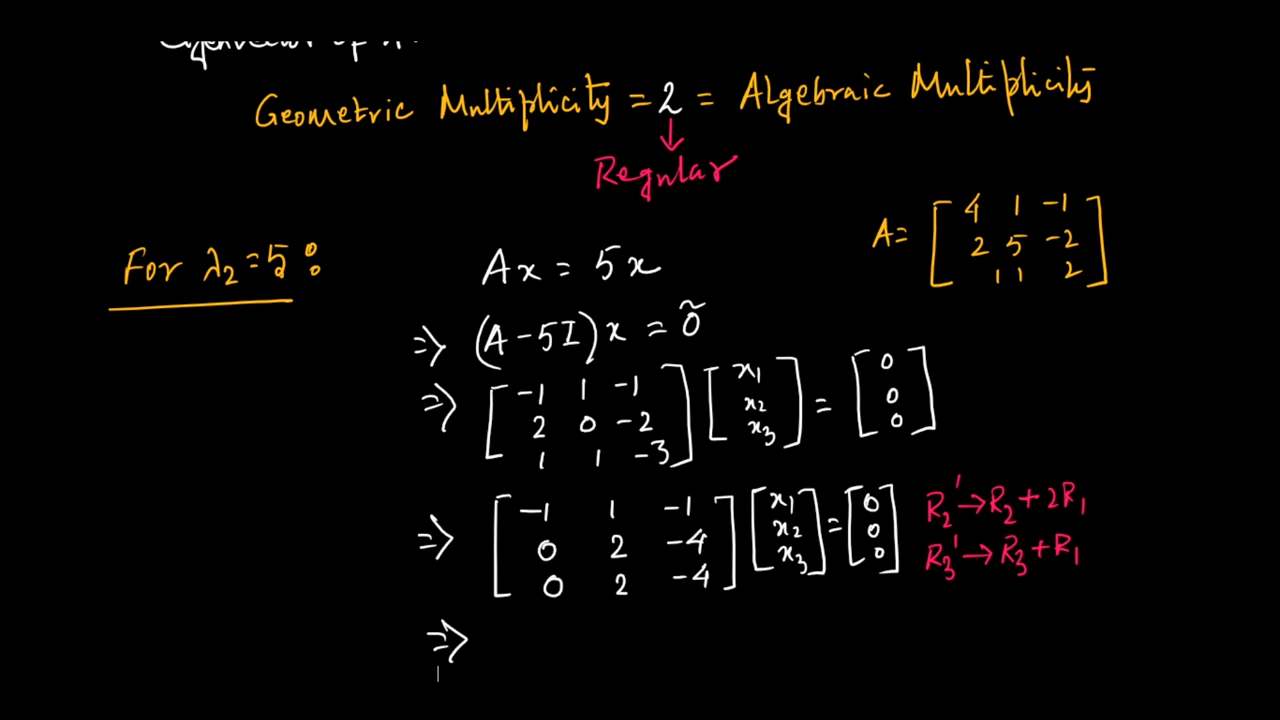 Eigenvector of λ
Geometric Multiplicity = 2 = Algebraic Multiplicity
↓
Regular
A = [ 4 1 -1
2 5 -2
1 1 2 ]
For λ₂ = 5 :
Ax = 5x
⇒ (A - 5I) x = 0̃
⇒ [ -1 1 -1 ] [ x₁ ] = [ 0 ]
[ 2 0 -2 ] [ x₂ ] [ 0 ]
[ 1 1 -3 ] [ x₃ ] [ 0 ]
⇒ [ -1 1 -1 ] [ x₁ ] = [ 0 ] R₂' → R₂ + 2R₁
[ 0 2 -4 ] [ x₂ ] [ 0 ]
[ 0 2 -4 ] [ x₃ ] [ 0 ] R₃' → R₃ + R₁
⇒